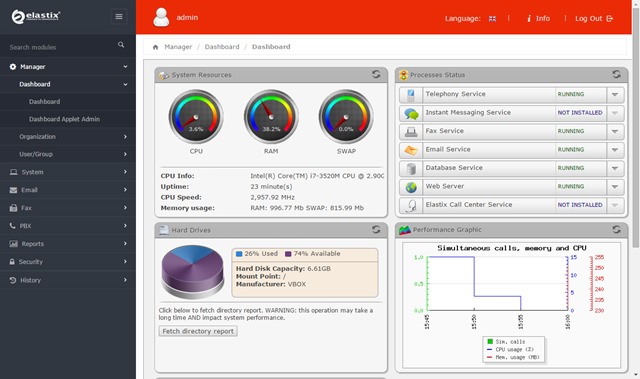 elastix
admin
Language:
Info
Log Out
Search modules
Manager / Dashboard / Dashboard
Manager
Dashboard
Dashboard
Dashboard Applet Admin
Organization
User/Group
System
Email
Fax
PBX
Reports
Security
History
System Resources
3.6%
38.2%
0.0%
CPU
RAM
SWAP
CPU Info: Intel(R) Core(TM) i7-3520M CPU @ 2.90G
Uptime: 23 minute(s)
CPU Speed: 2,957.92 MHz
Memory usage: RAM: 996.77 Mb SWAP: 815.99 Mb
Processes Status
Telephony Service RUNNING
Instant Messaging Service NOT INSTALLED
Fax Service RUNNING
Email Service RUNNING
Database Service RUNNING
Web Server RUNNING
Elastix Call Center Service NOT INSTALLED
Hard Drives
26% Used 74% Available
Hard Disk Capacity: 6.61GB
Mount Point: /
Manufacturer: VBOX
Click below to fetch directory report. WARNING: this operation may take a
long time AND impact system performance.
Fetch directory report
Performance Graphic
Simultaneous calls, memory and CPU
1.0
0.5
0.0
15
10
5
0
255
250
245
240
235
230
15:45
15:50
15:55
16:00
Sim. calls
CPU usage (%)
Mem. usage (MB)